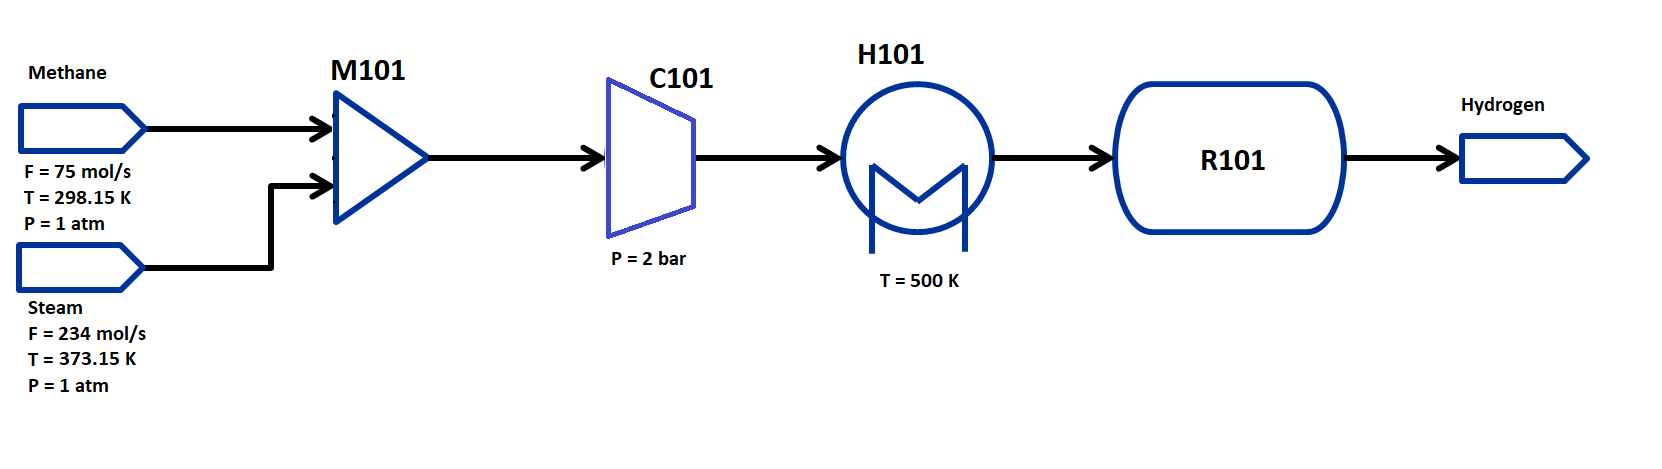 Methane
F = 75 mol/s
T = 298.15 K
P = 1 atm
Steam
F = 234 mol/s
T = 373.15 K
P = 1 atm
M101
C101
P = 2 bar
H101
T = 500 K
R101
Hydrogen